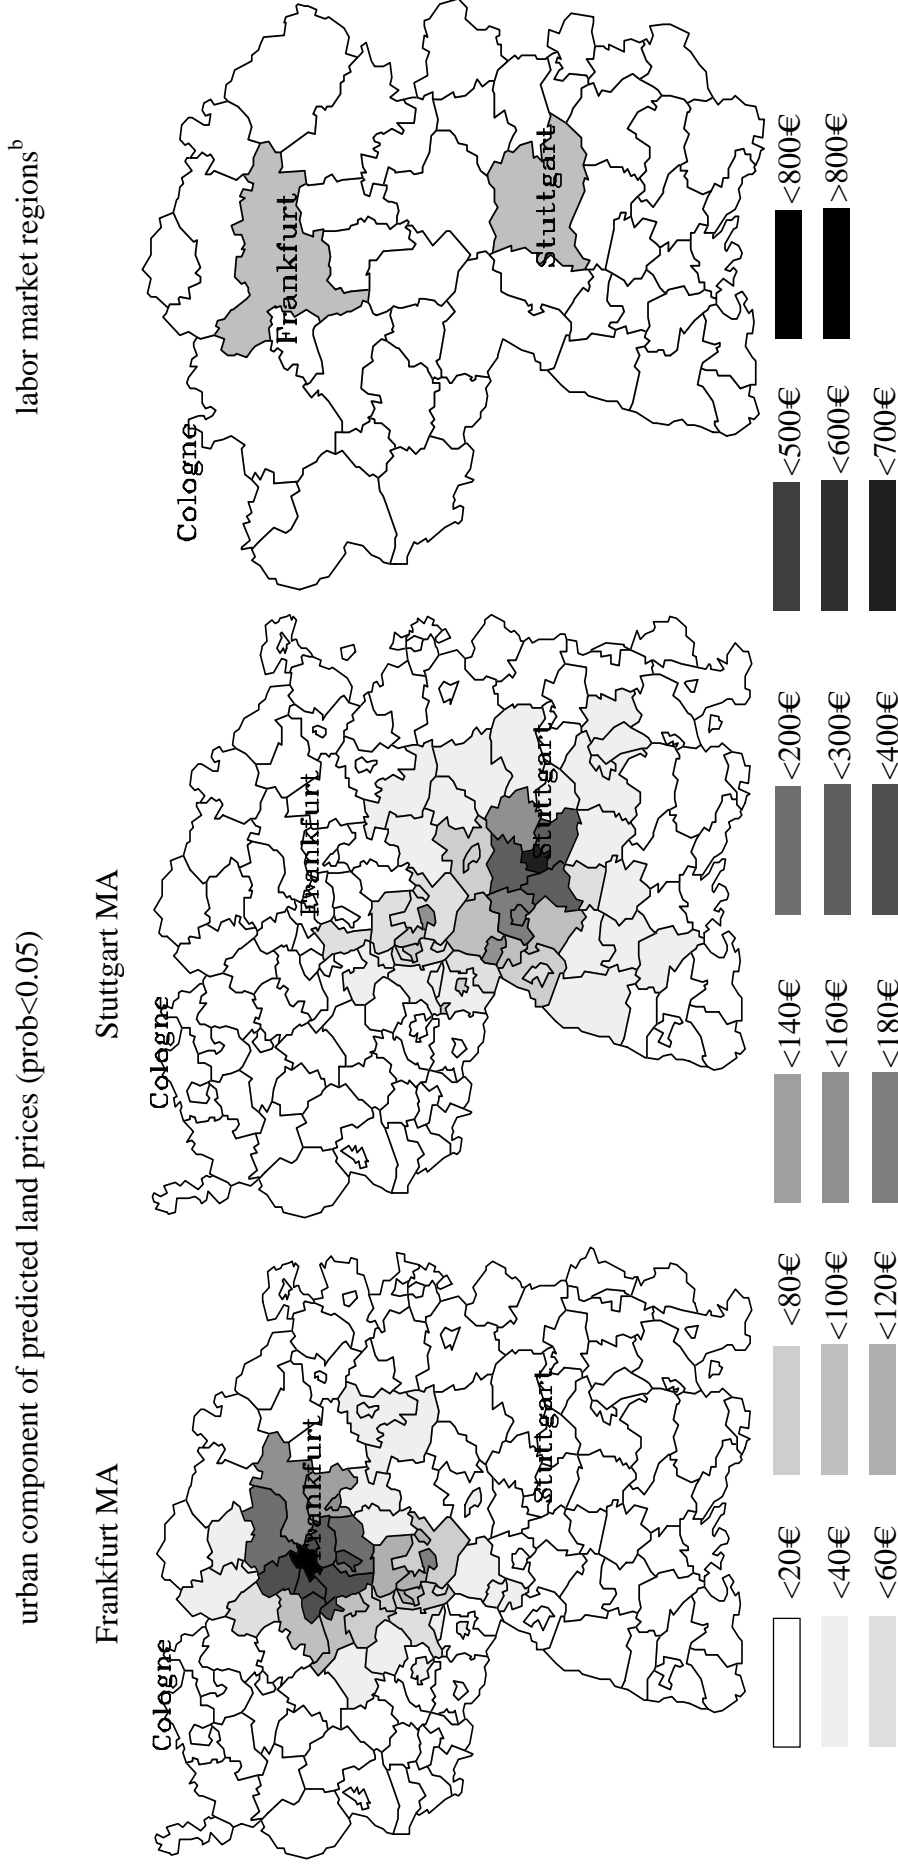 urban component of predicted land prices (prob<0.05)
labor market regionsᵇ
Frankfurt MA
Stuttgart MA
Cologne
Frankfurt
Stuttgart
Cologne
Frankfurt
Stuttgart
Cologne
Frankfurt
Stuttgart
<20€ <80€ <140€ <200€ <500€ <800€
<40€ <100€ <160€ <300€ <600€ >800€
<60€ <120€ <180€ <400€ <700€